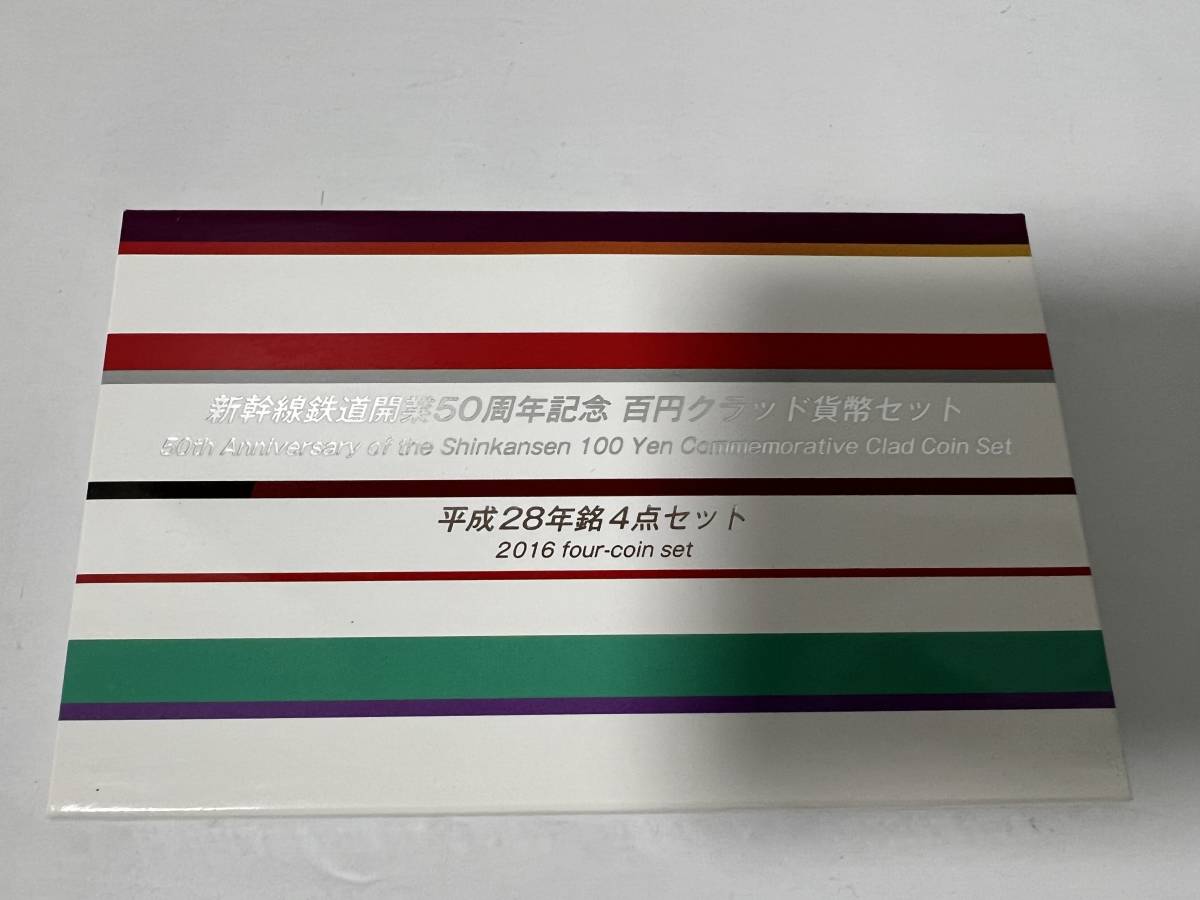 新幹線鉄道開業50周年記念 百円クラッド貨幣セット
50th Anniversary of the Shinkansen 100 Yen Commemorative Clad Coin Set
平成28年銘4点セット
2016 four-coin set